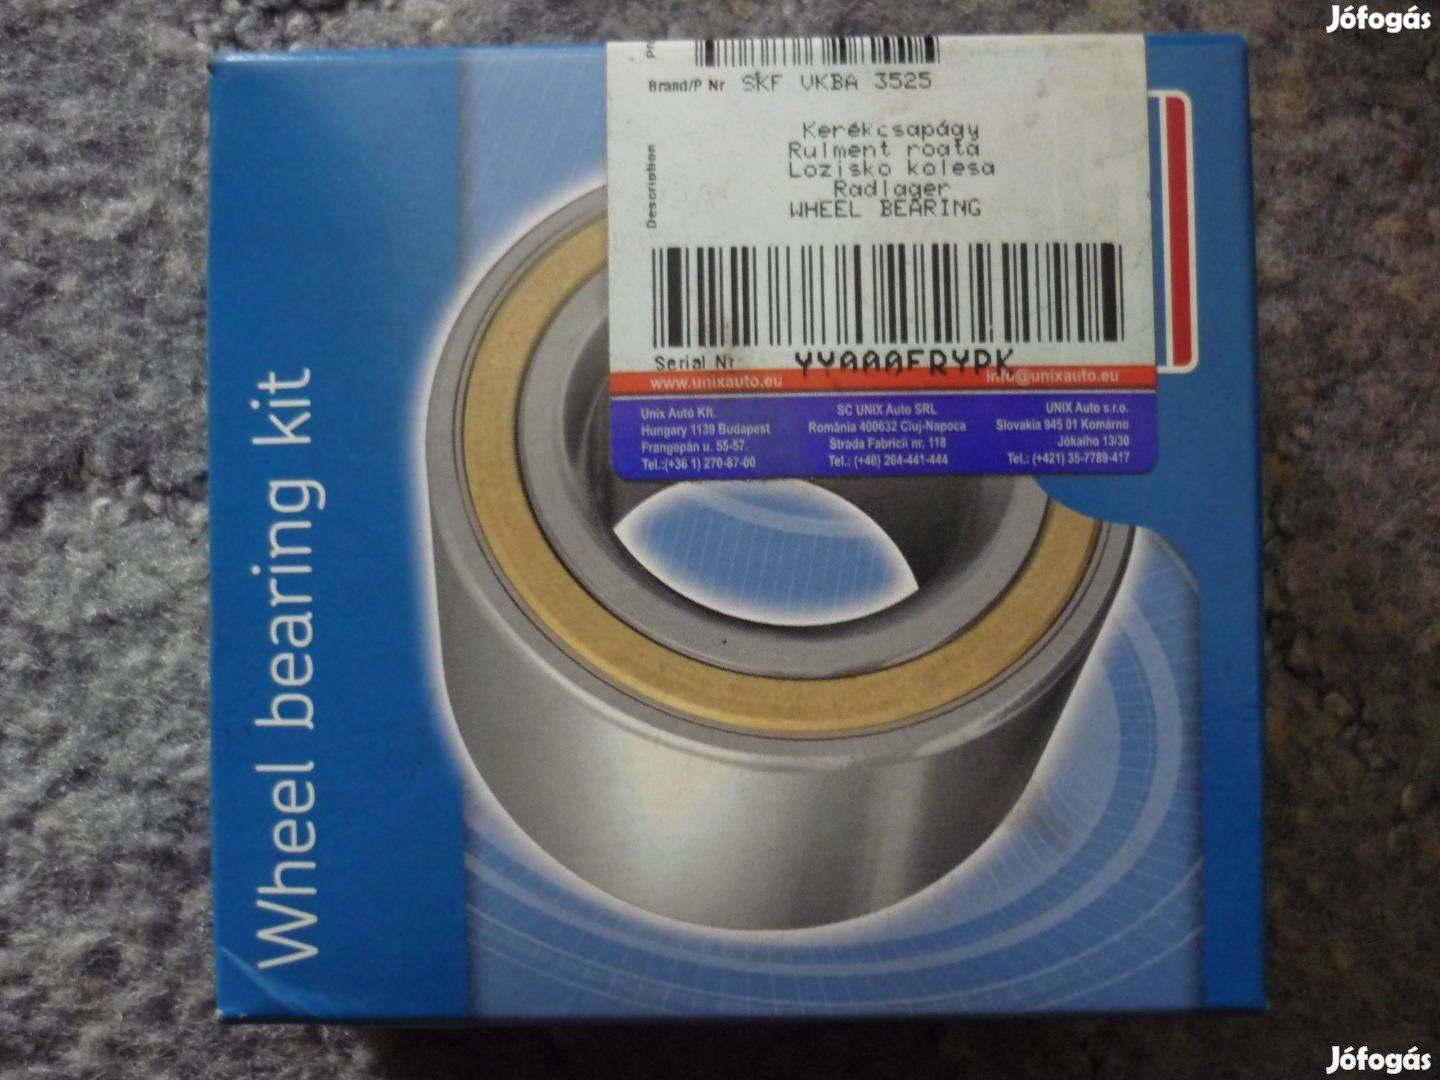 Jófogás
Brand/P Nr SKF VKBA 3525
Description
Kerékcsapágy
Rulment roata
Lozisko kolesa
Radlager
WHEEL BEARING
Serial Nr YY000FRYPK
www.unixauto.eu info@unixauto.eu
Unix Autó Kft.
Hungary 1139 Budapest
Frangepán u. 55-57.
Tel.:(+36 1) 270-87-00
SC UNIX Auto SRL
România 400632 Cluj-Napoca
Strada Fabricii nr. 118
Tel.: (+40) 264-441-444
UNIX Auto s.r.o.
Slovakia 945 01 Komárno
Jókaiho 13/30
Tel.: (+421) 35-7789-417
Wheel bearing kit
Jófogás